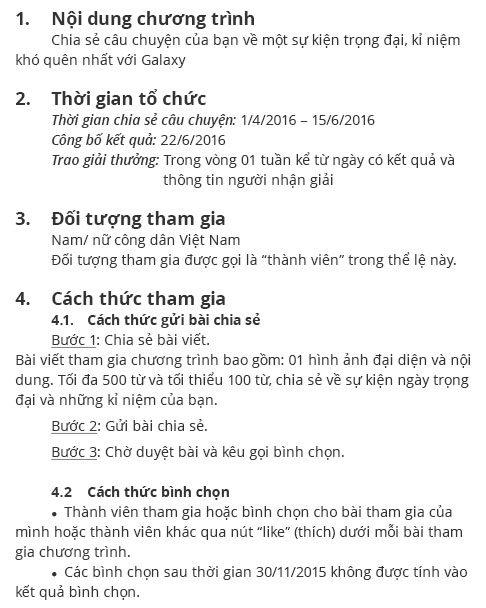 1. Nội dung chương trình
Chia sẻ câu chuyện của bạn về một sự kiện trọng đại, kỉ niệm
khó quên nhất với Galaxy
2. Thời gian tổ chức
Thời gian chia sẻ câu chuyện: 1/4/2016 – 15/6/2016
Công bố kết quả: 22/6/2016
Trao giải thưởng: Trong vòng 01 tuần kể từ ngày có kết quả và
thông tin người nhận giải
3. Đối tượng tham gia
Nam/ nữ công dân Việt Nam
Đối tượng tham gia được gọi là “thành viên” trong thể lệ này.
4. Cách thức tham gia
4.1. Cách thức gửi bài chia sẻ
Bước 1: Chia sẻ bài viết.
Bài viết tham gia chương trình bao gồm: 01 hình ảnh đại diện và nội
dung. Tối đa 500 từ và tối thiểu 100 từ, chia sẻ về sự kiện ngày trọng
đại và những kỉ niệm của bạn.
Bước 2: Gửi bài chia sẻ.
Bước 3: Chờ duyệt bài và kêu gọi bình chọn.
4.2 Cách thức bình chọn
• Thành viên tham gia hoặc bình chọn cho bài tham gia của
mình hoặc thành viên khác qua nút “like” (thích) dưới mỗi bài tham
gia chương trình.
• Các bình chọn sau thời gian 30/11/2015 không được tính vào
kết quả bình chọn.